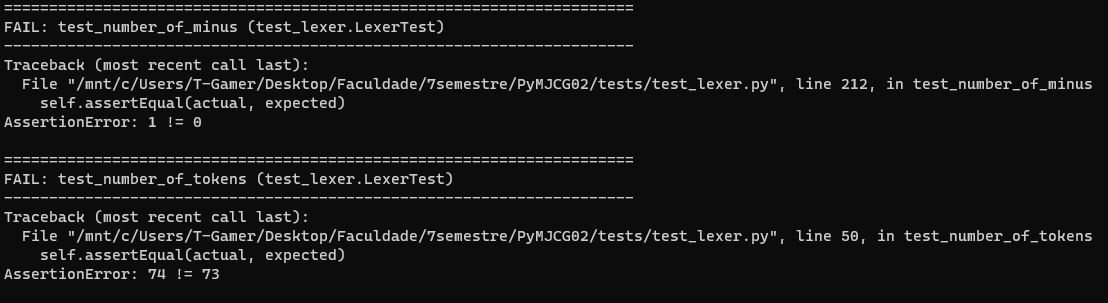 ======================================================================
FAIL: test_number_of_minus (test_lexer.LexerTest)
----------------------------------------------------------------------
Traceback (most recent call last):
  File "/mnt/c/Users/T-Gamer/Desktop/Faculdade/7semestre/PyMJCG02/tests/test_lexer.py", line 212, in test_number_of_minus
    self.assertEqual(actual, expected)
AssertionError: 1 != 0

======================================================================
FAIL: test_number_of_tokens (test_lexer.LexerTest)
----------------------------------------------------------------------
Traceback (most recent call last):
  File "/mnt/c/Users/T-Gamer/Desktop/Faculdade/7semestre/PyMJCG02/tests/test_lexer.py", line 50, in test_number_of_tokens
    self.assertEqual(actual, expected)
AssertionError: 74 != 73